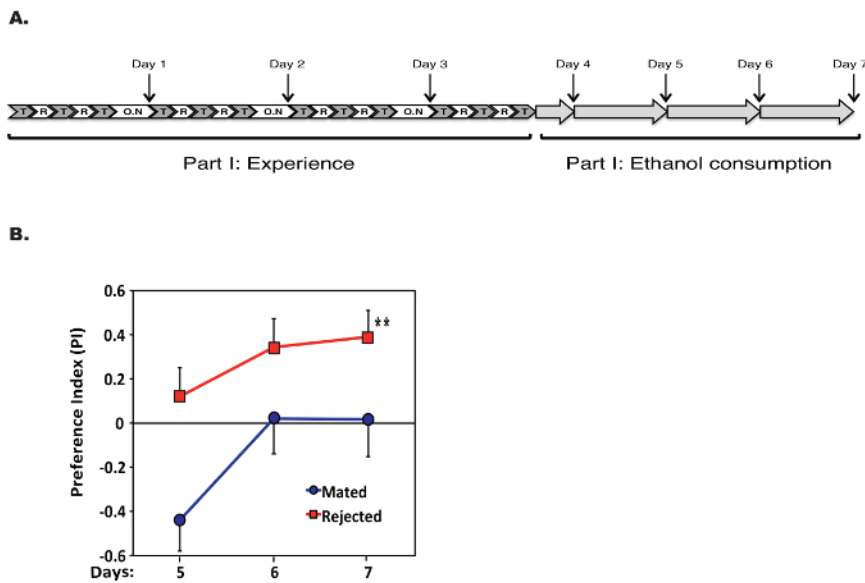 A.
Day 1 Day 2 Day 3 Day 4 Day 5 Day 6 Day 7
T R T R T O.N T R T R T O.N T R T R T O.N T R T R T
Part I: Experience Part I: Ethanol consumption
B.
Preference Index (PI)
0.6
0.4
0.2
0
-0.2
-0.4
-0.6
**
Mated
Rejected
Days: 5 6 7